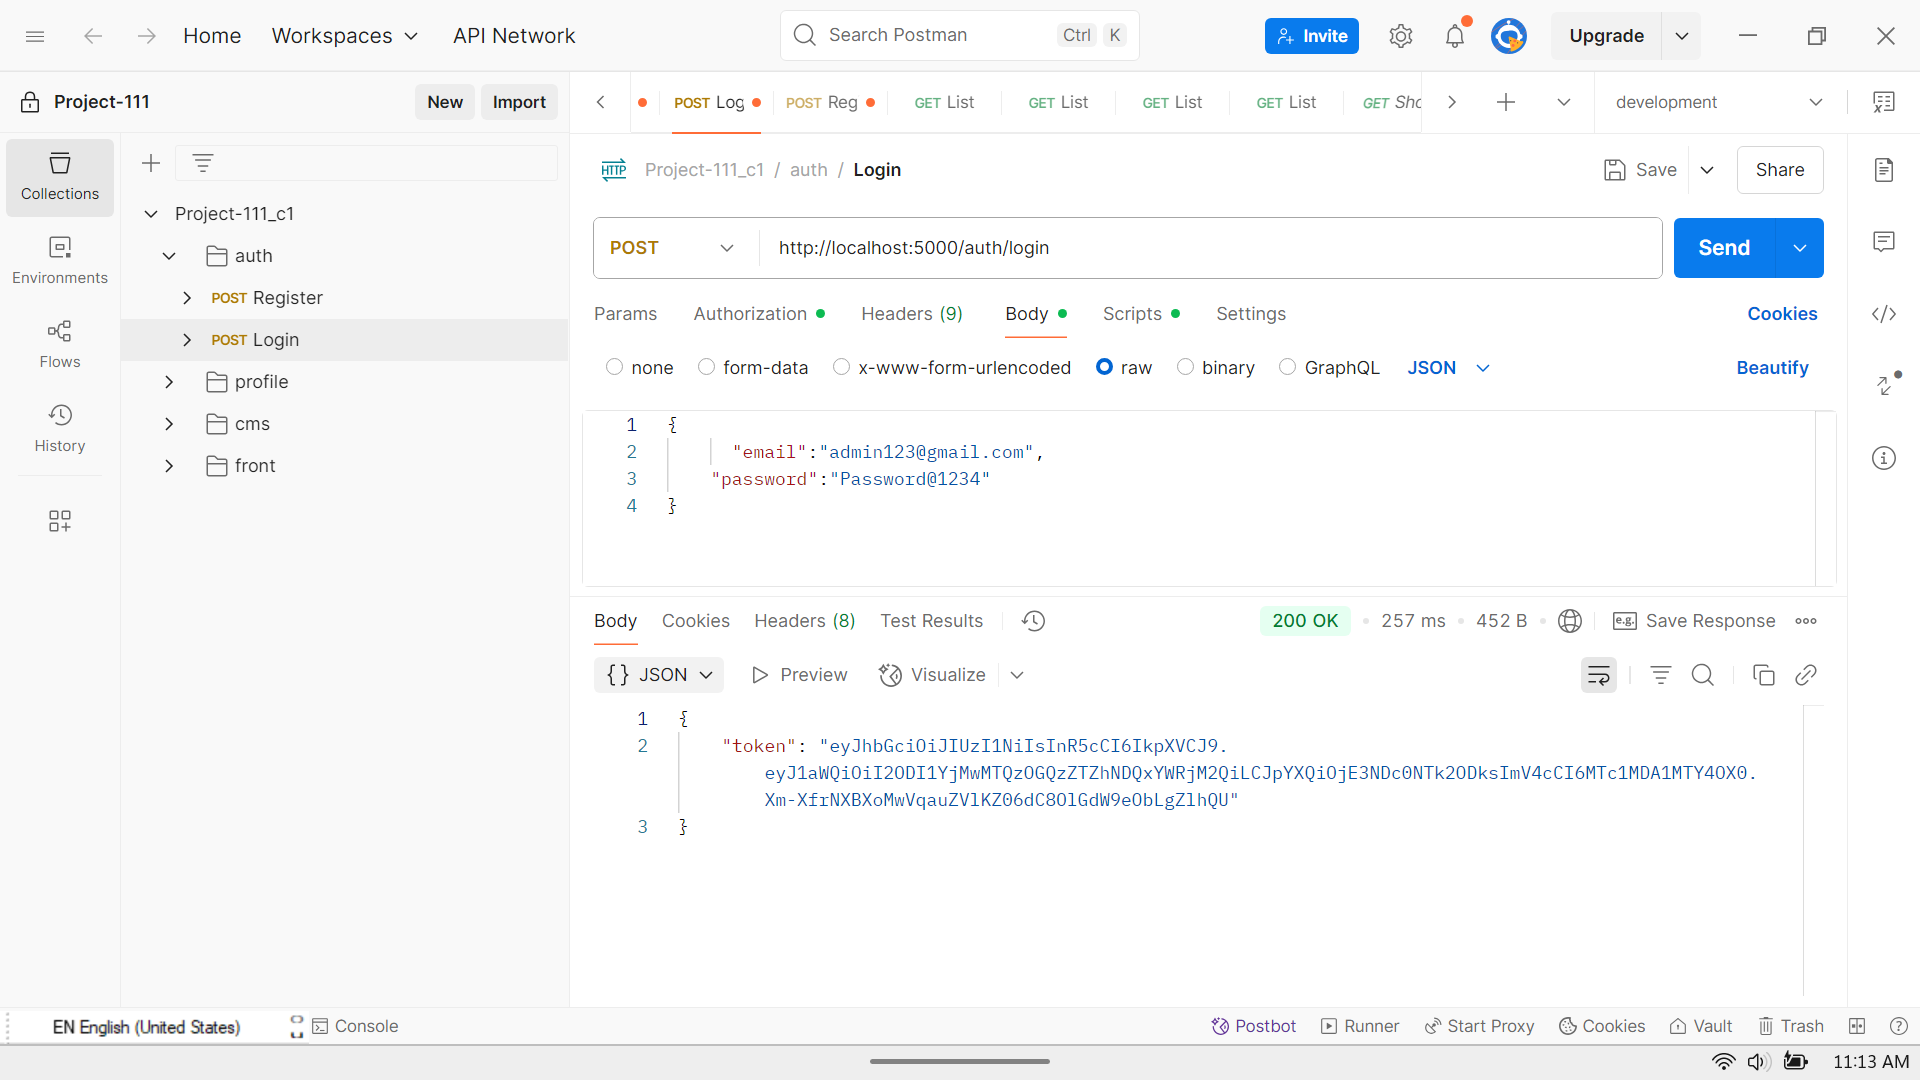 Home
Workspaces
API Network
Search Postman
Ctrl
K
Invite
Upgrade
Project-111
New
Import
POST Log
POST Reg
GET List
GET List
GET List
GET List
GET Sho
development
Collections
Environments
Flows
History
Project-111_c1
auth
POST Register
POST Login
profile
cms
front
HTTP
Project-111_c1 / auth / Login
Save
Share
POST
http://localhost:5000/auth/login
Send
Params
Authorization
Headers (9)
Body
Scripts
Settings
Cookies
none
form-data
x-www-form-urlencoded
raw
binary
GraphQL
JSON
Beautify
1 {
2 "email":"admin123@gmail.com",
3 "password":"Password@1234"
4 }
Body
Cookies
Headers (8)
Test Results
200 OK
257 ms
452 B
e.g.
Save Response
{} JSON
Preview
Visualize
1 {
2 "token": "eyJhbGciOiJIUzI1NiIsInR5cCI6IkpXVCJ9.
eyJ1aWQiOiI2ODI1YjMwMTQzOGQzZTZhNDQxYWRjM2QiLCJpYXQiOjE3NDc0NTk2ODksImV4cCI6MTc1MDA1MTY4OX0.
Xm-XfrNXBXoMwVqauZVlKZ06dC8OlGdW9eObLgZlhQU"
3 }
EN English (United States)
Console
Postbot
Runner
Start Proxy
Cookies
Vault
Trash
11:13 AM